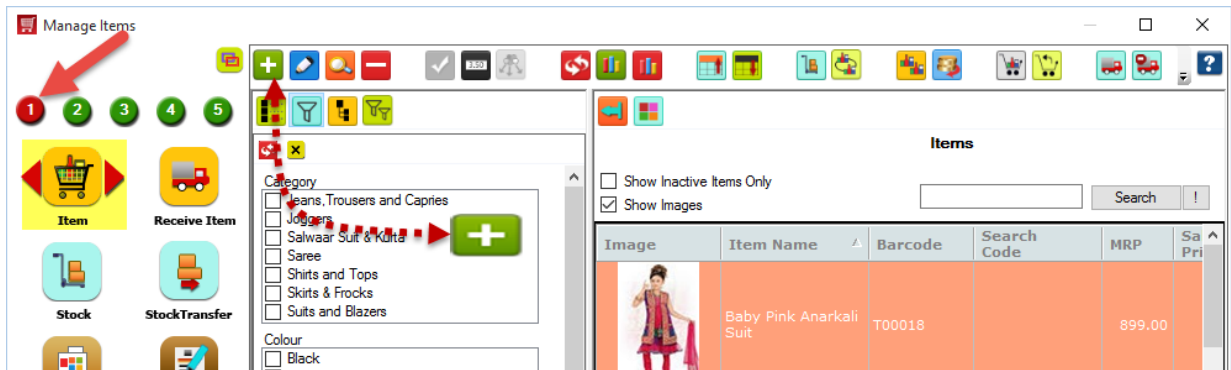 Manage Items
3.50
?
1 2 3 4 5
Item
Receive Item
Stock
StockTransfer
Category
Jeans,Trousers and Capries
Joggers
Salwaar Suit & Kurta
Saree
Shirts and Tops
Skirts & Frocks
Suits and Blazers
Colour
Black
Items
Show Inactive Items Only
Show Images
Search
!
Image
Item Name
Barcode
Search
Code
MRP
Sa
Pri
Baby Pink Anarkali
Suit
T00018
899.00